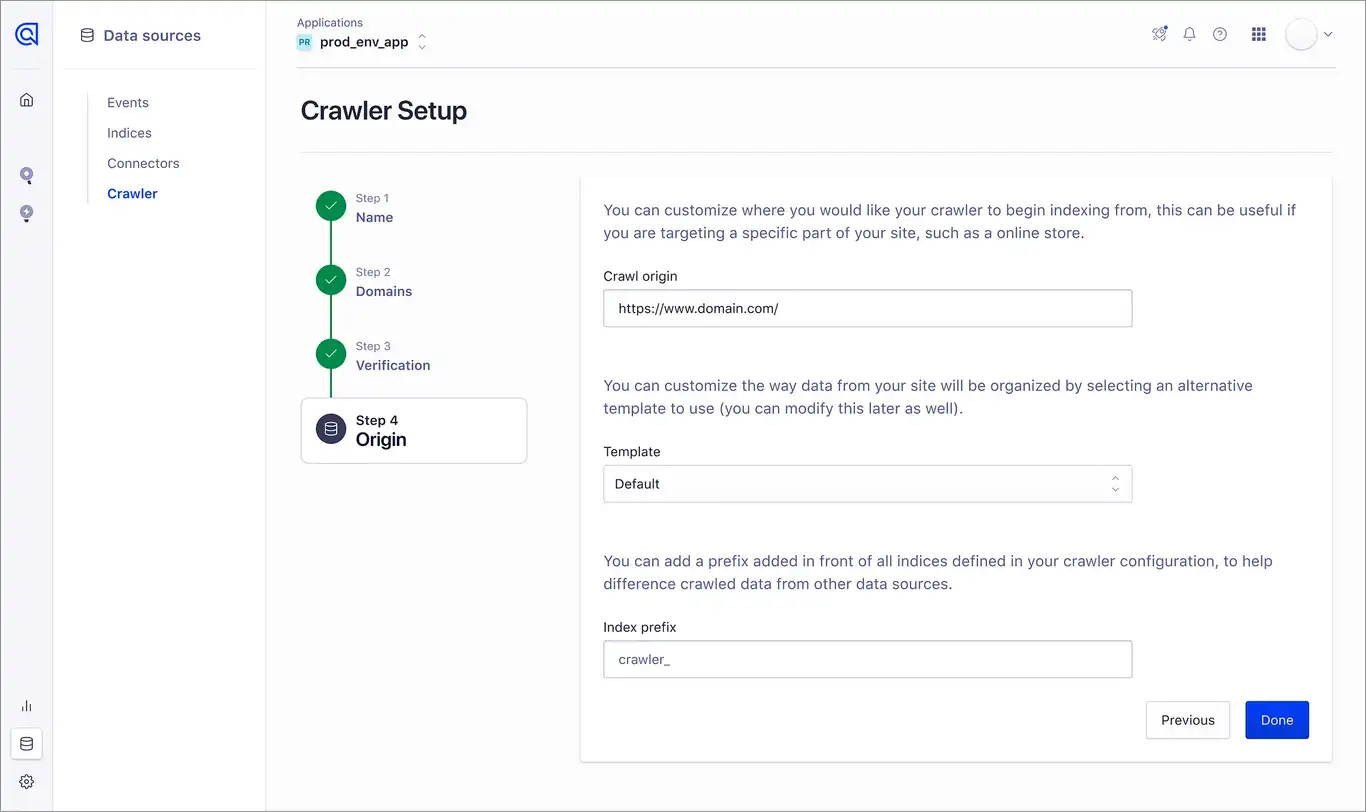 Data sources
Events
Indices
Connectors
Crawler
Applications
PR prod_env_app
Crawler Setup
Step 1
Name
Step 2
Domains
Step 3
Verification
Step 4
Origin
You can customize where you would like your crawler to begin indexing from, this can be useful if
you are targeting a specific part of your site, such as a online store.
Crawl origin
https://www.domain.com/
You can customize the way data from your site will be organized by selecting an alternative
template to use (you can modify this later as well).
Template
Default
You can add a prefix added in front of all indices defined in your crawler configuration, to help
difference crawled data from other data sources.
Index prefix
crawler_
Previous
Done